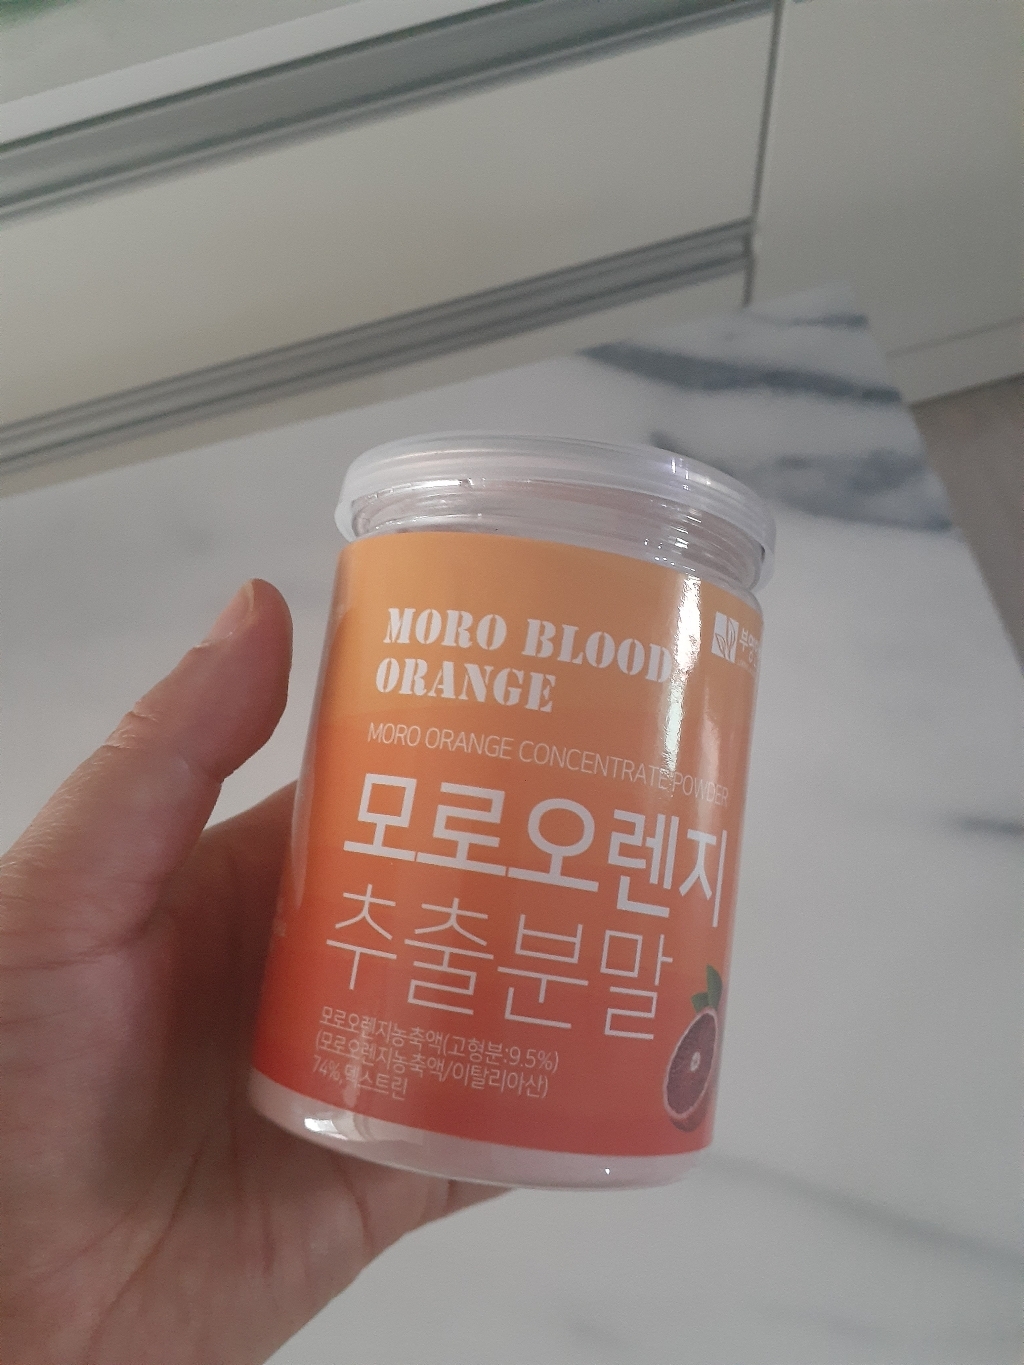 MORO BLOOD
ORANGE
MORO ORANGE CONCENTRATE POWDER
모로오렌지
추출분말
모로오렌지농축액(고형분:9.5%)
(모로오렌지농축액/이탈리아산)
74%, 덱스트린